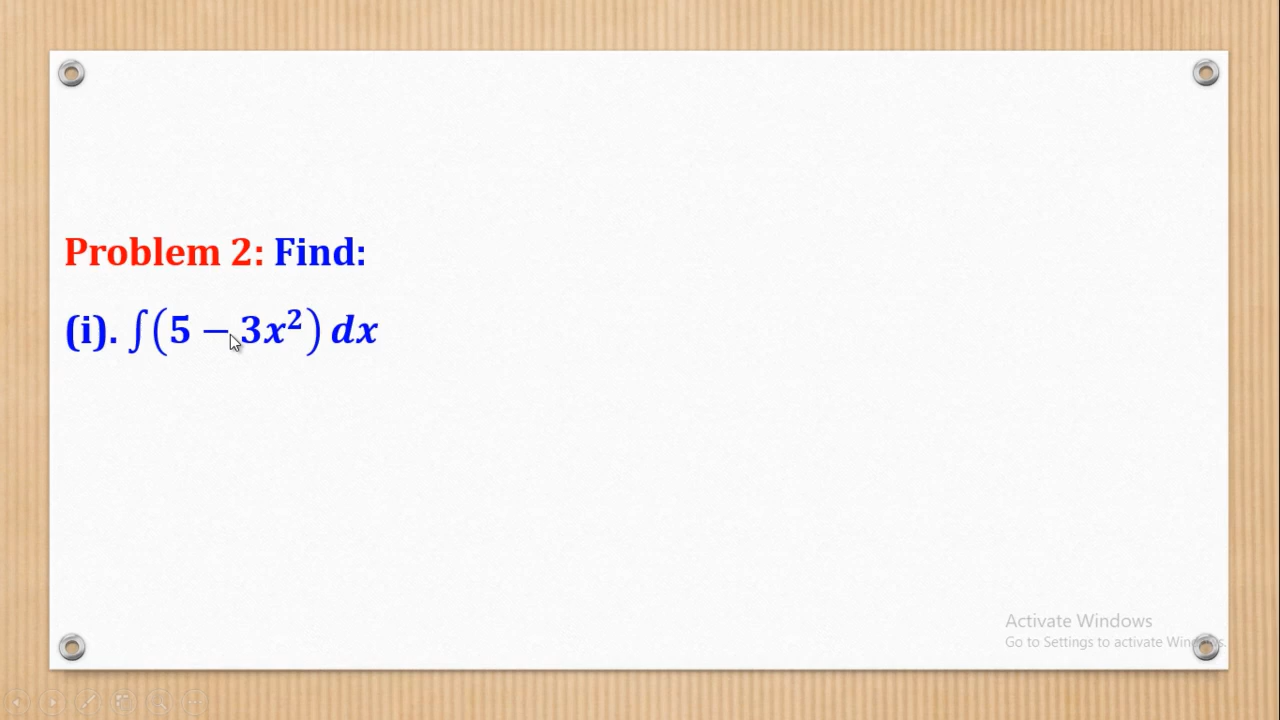 Problem 2: Find:
(i). ∫(5 − 3x²) dx
Activate Windows
Go to Settings to activate Windows.